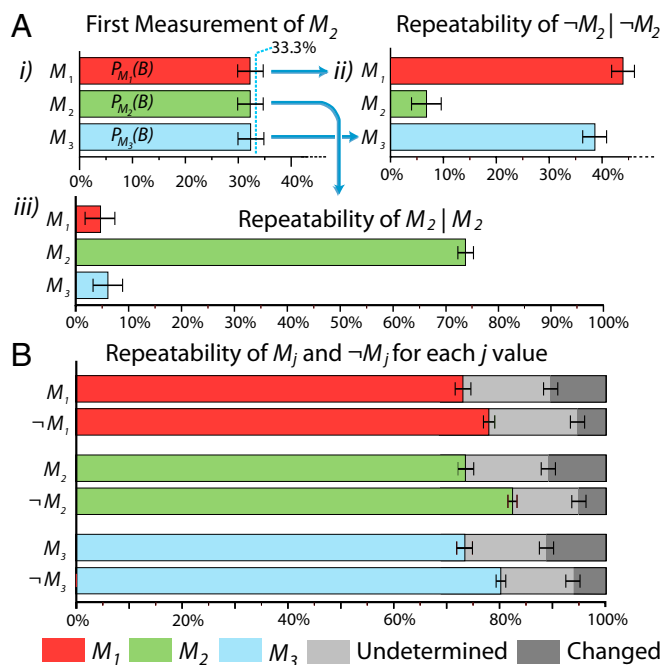 A
First Measurement of M₂
33.3%
i)
M₁ P_M₁(B)
M₂ P_M₂(B)
M₃ P_M₃(B)
0% 10% 20% 30% 40%
Repeatability of ¬M₂ | ¬M₂
ii)
M₁
M₂
M₃
0% 10% 20% 30% 40%
iii)
Repeatability of M₂ | M₂
M₁
M₂
M₃
0% 10% 20% 30% 40% 50% 60% 70% 80% 90% 100%
B
Repeatability of Mⱼ and ¬Mⱼ for each j value
M₁
¬M₁
M₂
¬M₂
M₃
¬M₃
0% 20% 40% 60% 80% 100%
M₁ M₂ M₃ Undetermined Changed